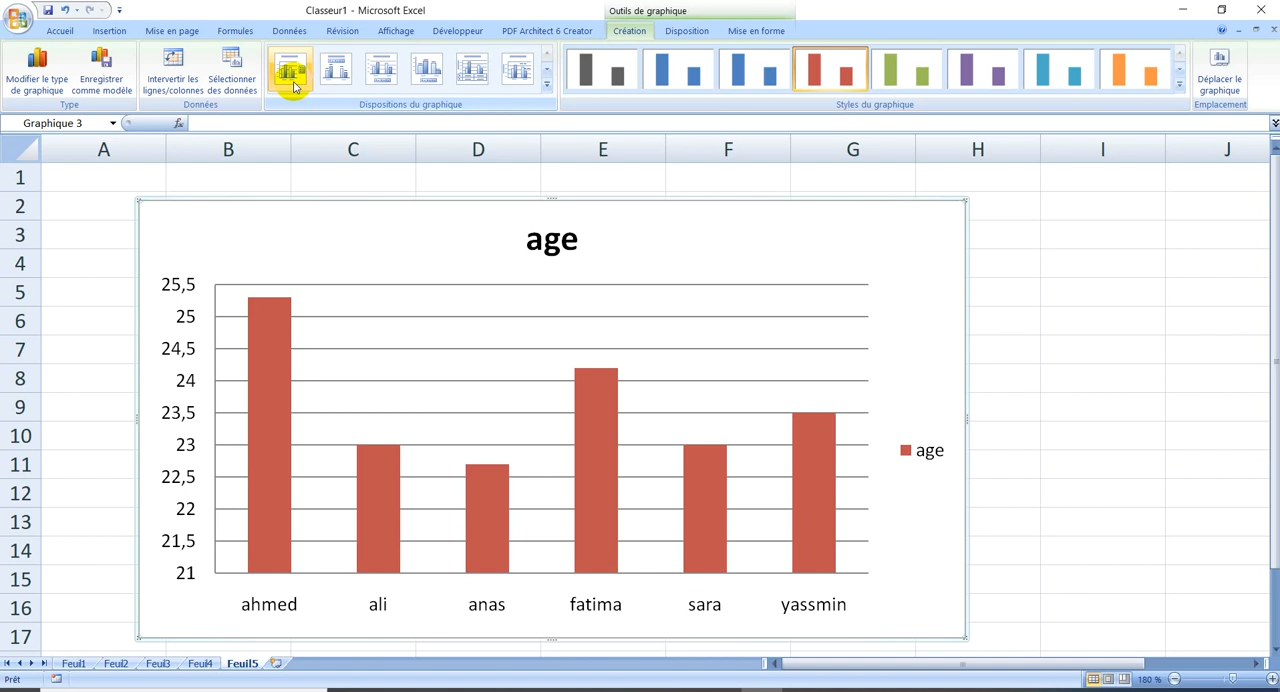 Classeur1 - Microsoft Excel
Outils de graphique
Accueil Insertion Mise en page Formules Données Révision Affichage Développeur PDF Architect 6 Creator Création Disposition Mise en forme
Modifier le type de graphique
Enregistrer comme modèle
Intervertir les lignes/colonnes
Sélectionner des données
Déplacer le graphique
Type Données Dispositions du graphique Styles du graphique Emplacement
Graphique 3 fx
A B C D E F G H I J
1
2
3
4
5
6
7
8
9
10
11
12
13
14
15
16
17
age
25,5
25
24,5
24
23,5
23
22,5
22
21,5
21
ahmed ali anas fatima sara yassmin
age
Feuil1 Feuil2 Feuil3 Feuil4 Feuil5
Prêt 180 %